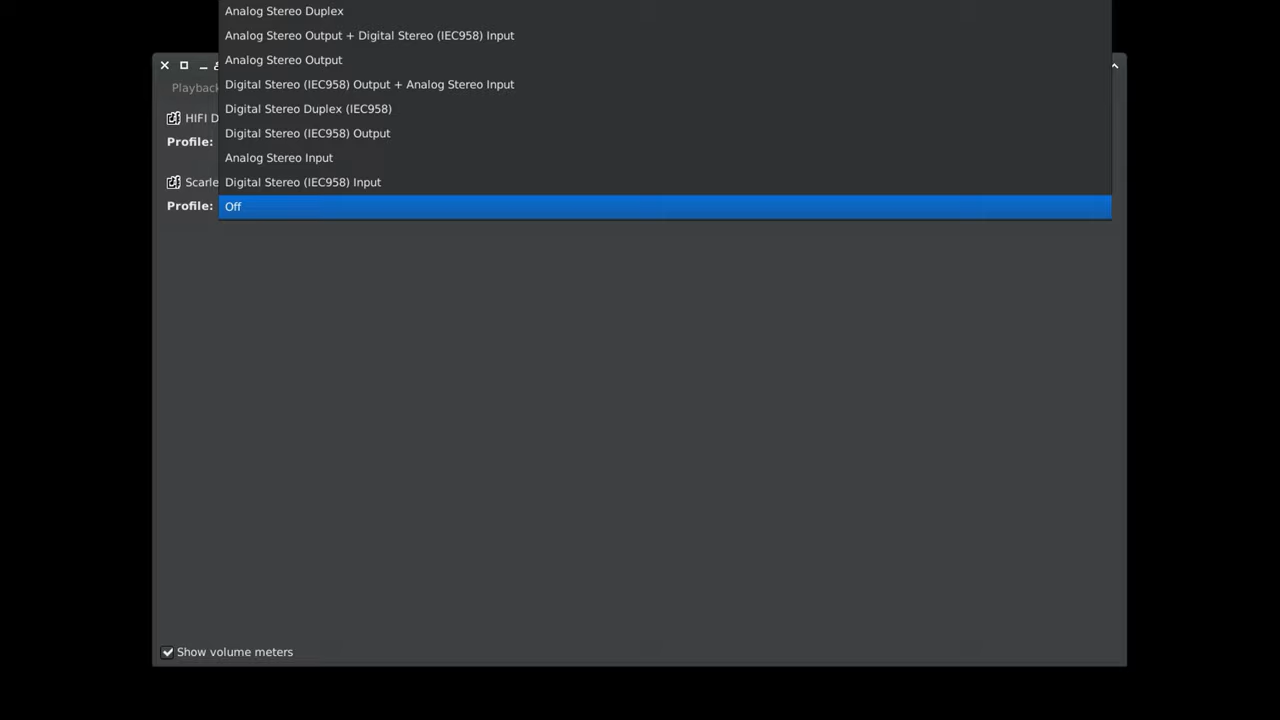 Analog Stereo Duplex
Analog Stereo Output + Digital Stereo (IEC958) Input
Analog Stereo Output
Playback
Digital Stereo (IEC958) Output + Analog Stereo Input
Digital Stereo Duplex (IEC958)
HIFI D
Digital Stereo (IEC958) Output
Profile:
Analog Stereo Input
Scarle
Digital Stereo (IEC958) Input
Profile:
Off
Show volume meters